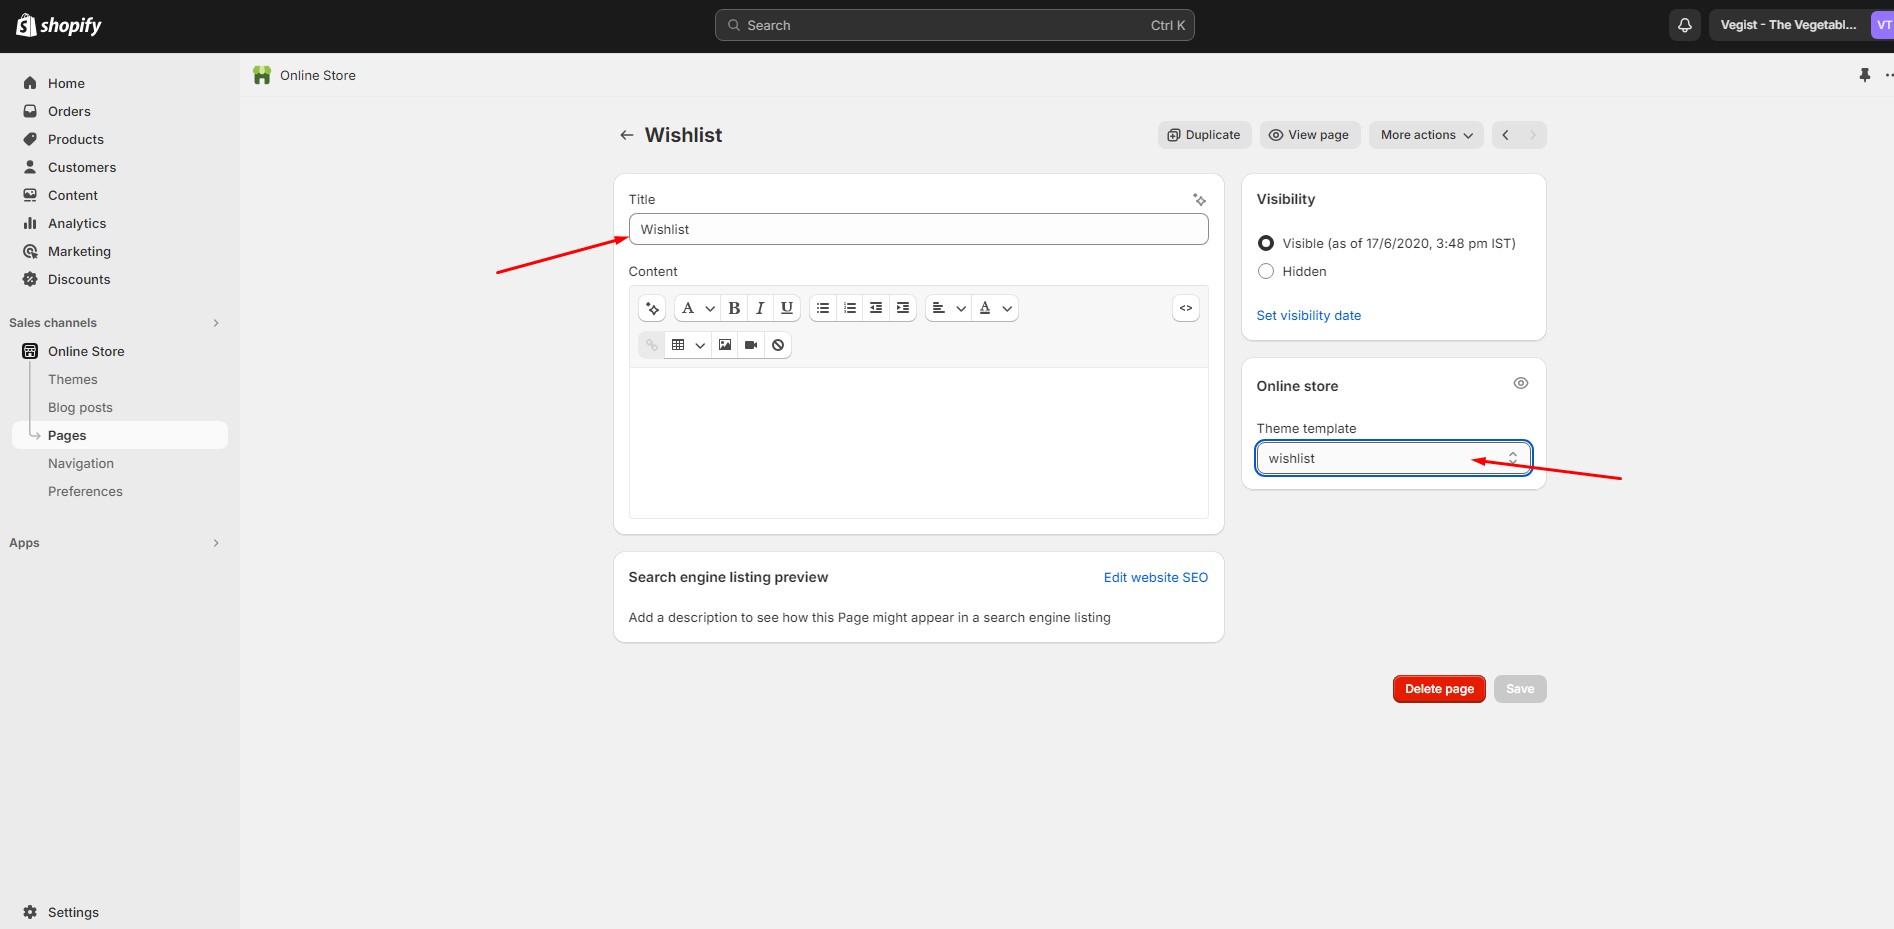 shopify
Search
Ctrl K
Vegist - The Vegetabl...
VT
Home
Orders
Products
Customers
Content
Analytics
Marketing
Discounts
Sales channels
Online Store
Themes
Blog posts
Pages
Navigation
Preferences
Apps
Settings
Online Store
Wishlist
Duplicate
View page
More actions
Title
Wishlist
Content
A
B
I
U
A
<>
Search engine listing preview
Edit website SEO
Add a description to see how this Page might appear in a search engine listing
Visibility
Visible (as of 17/6/2020, 3:48 pm IST)
Hidden
Set visibility date
Online store
Theme template
wishlist
Delete page
Save